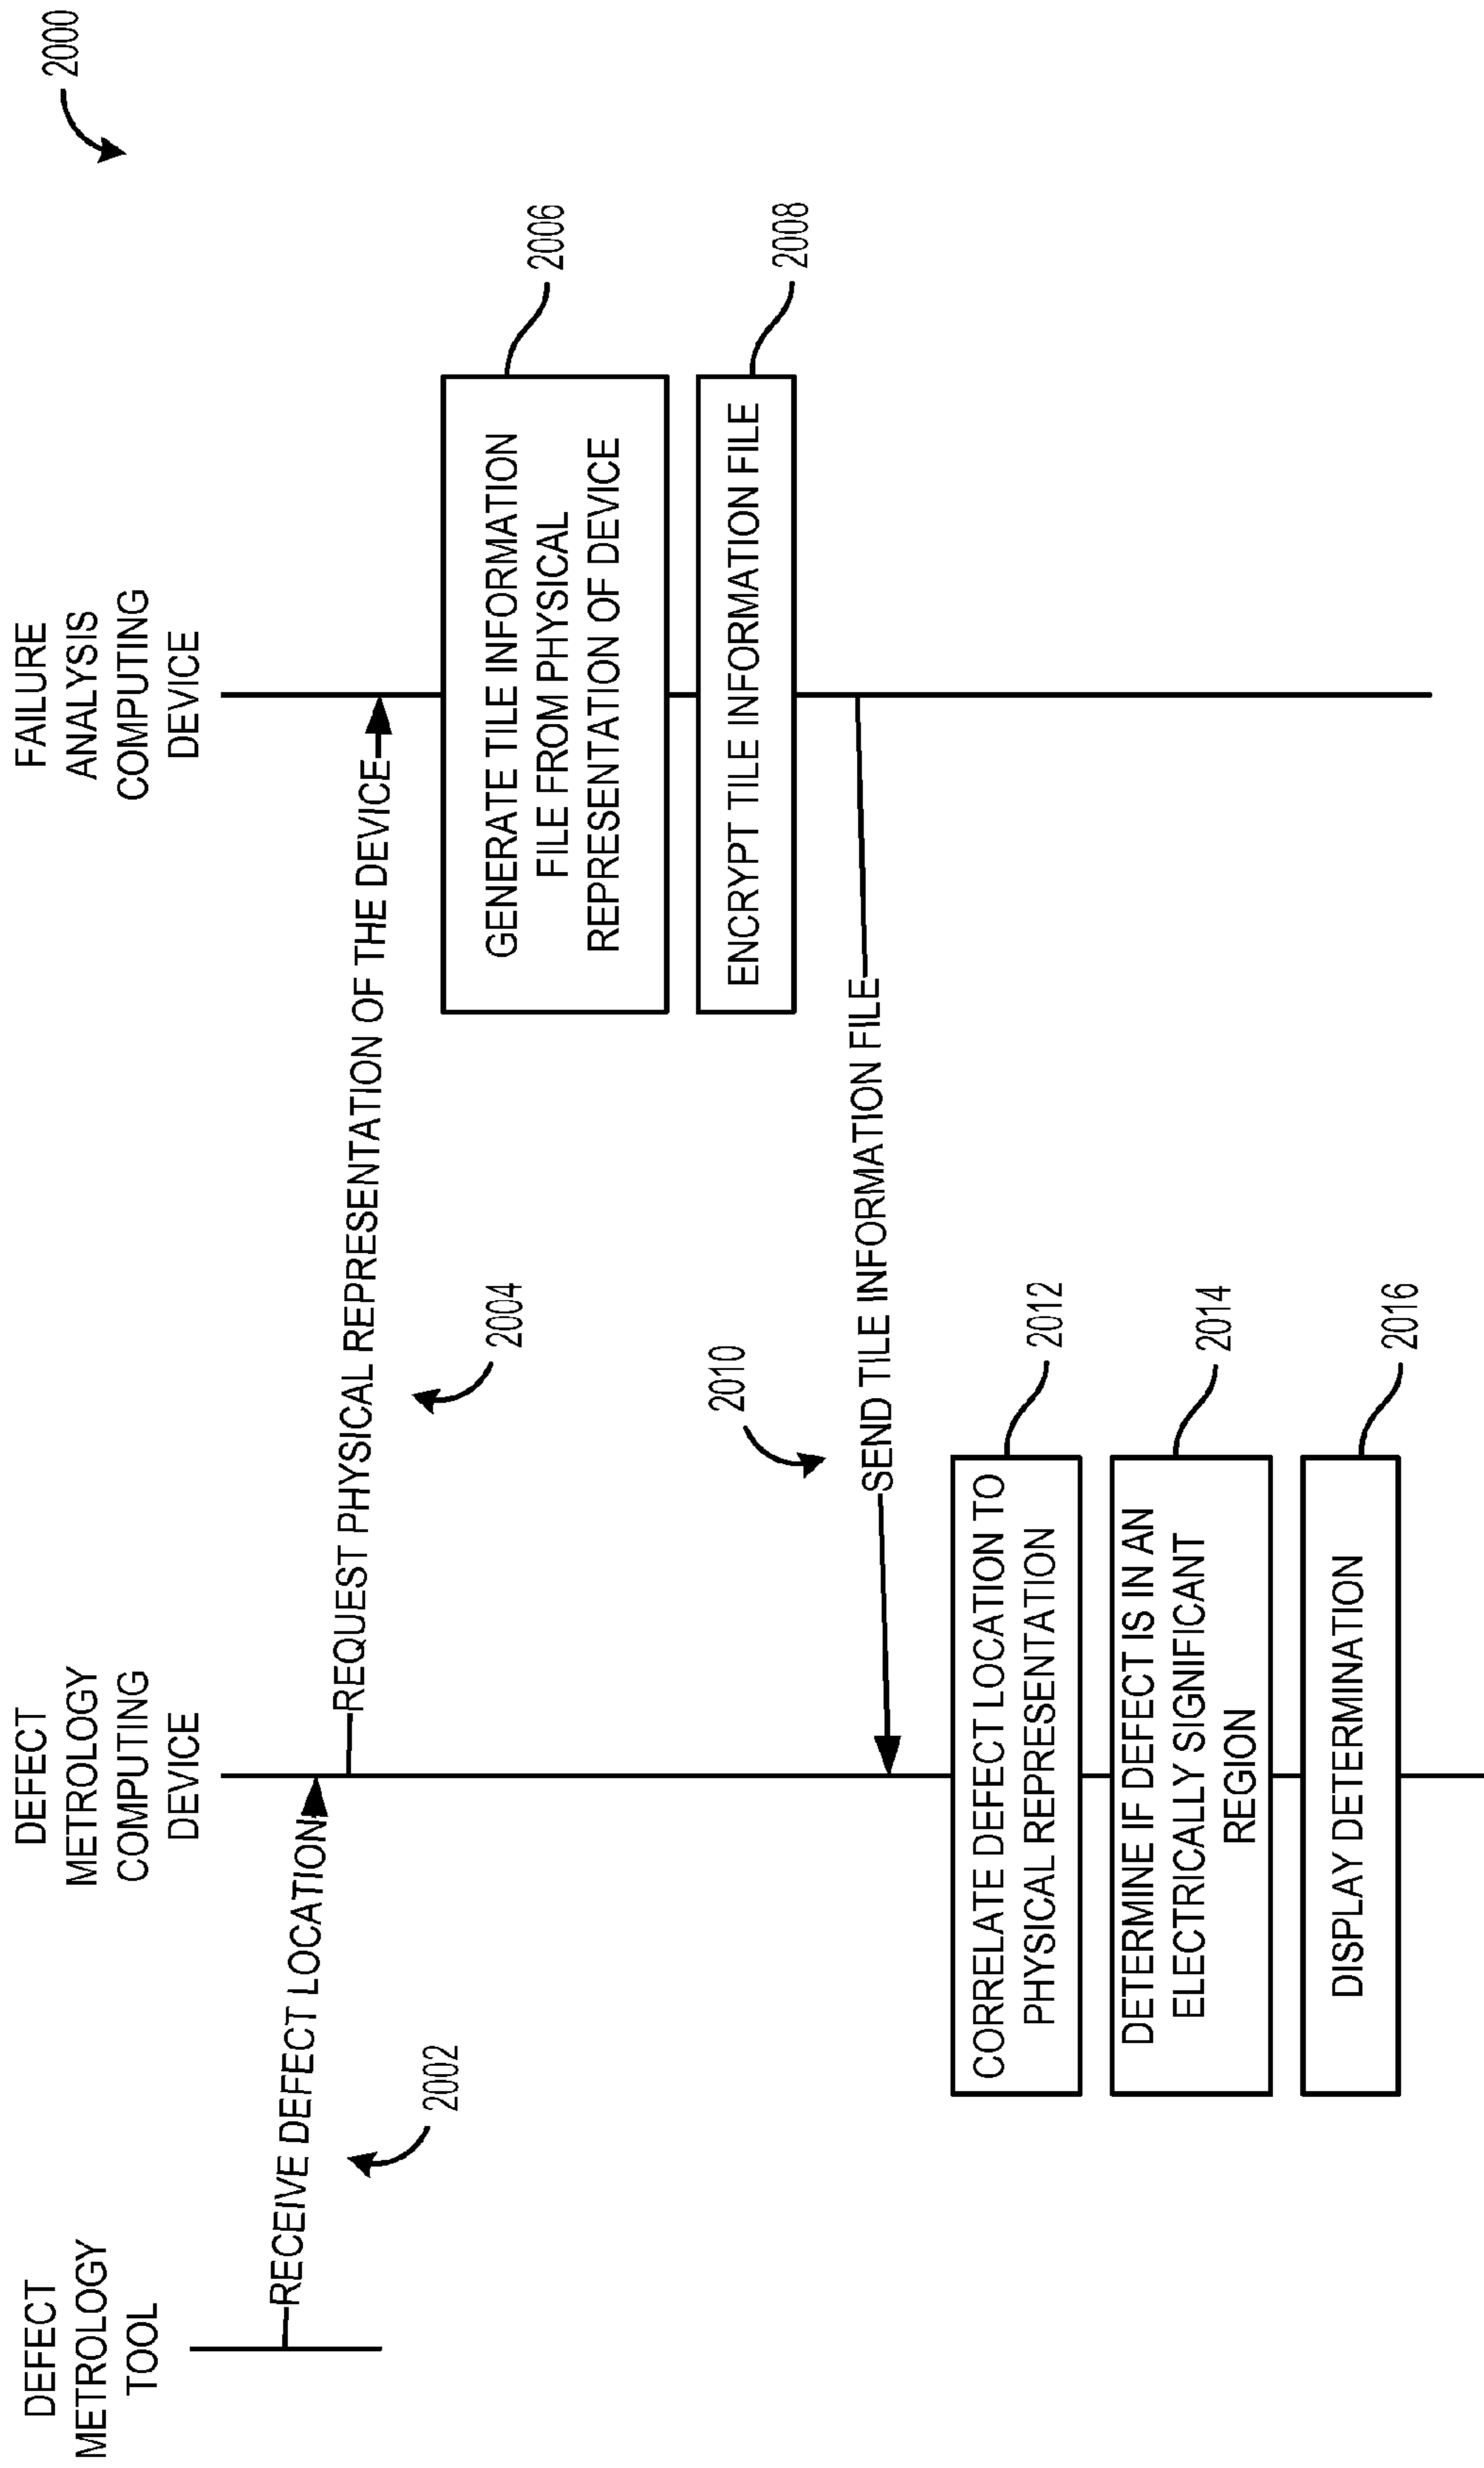 2000
DEFECT
METROLOGY
TOOL
DEFECT
METROLOGY
COMPUTING
DEVICE
FAILURE
ANALYSIS
COMPUTING
DEVICE
RECEIVE DEFECT LOCATION
2002
REQUEST PHYSICAL REPRESENTATION OF THE DEVICE
2004
GENERATE TILE INFORMATION
FILE FROM PHYSICAL
REPRESENTATION OF DEVICE
2006
ENCRYPT TILE INFORMATION FILE
2008
2010
SEND TILE INFORMATION FILE
CORRELATE DEFECT LOCATION TO
PHYSICAL REPRESENTATION
2012
DETERMINE IF DEFECT IS IN AN
ELECTRICALLY SIGNIFICANT
REGION
2014
DISPLAY DETERMINATION
2016